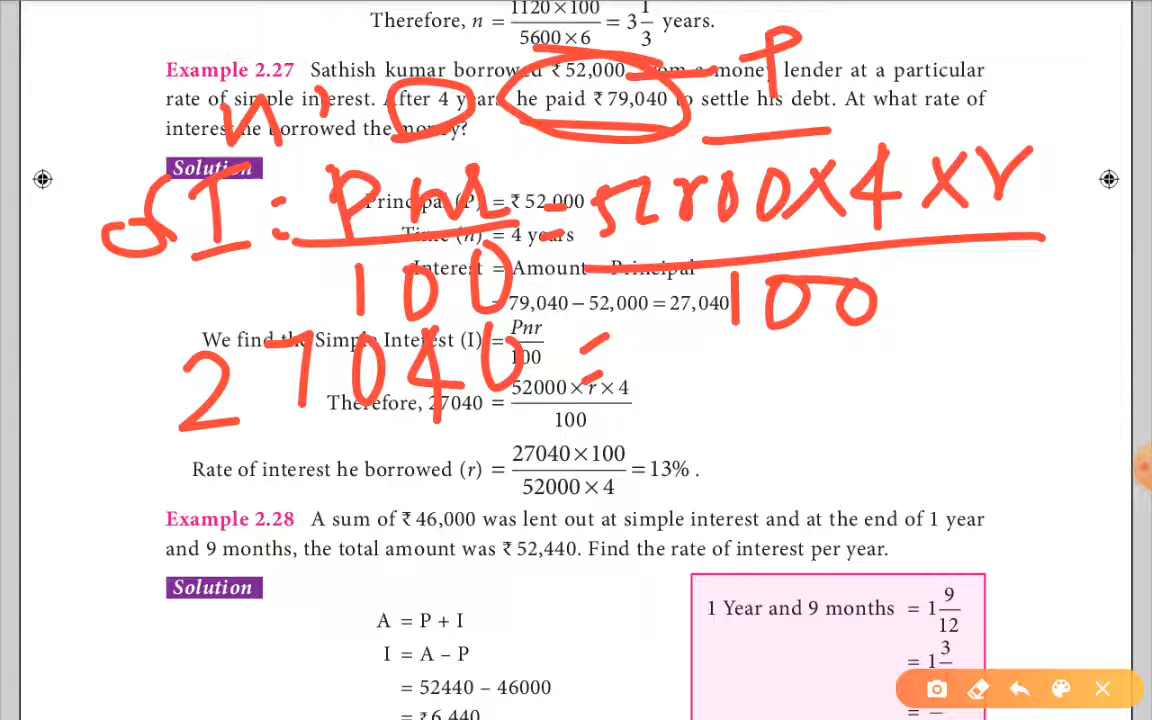 Therefore, n = 1120 × 100 / 5600 × 6 = 3 1/3 years.
Example 2.27 Sathish kumar borrowed ₹ 52,000 from a money lender at a particular
rate of simple interest. After 4 years, he paid ₹ 79,040 to settle his debt. At what rate of
interest he borrowed the money?
n P
Solution
SI = Pnr / 100 = 52000 × 4 × r / 100
Principal (P) = ₹ 52,000
Time (n) = 4 years
Interest = Amount – Principal
= 79,040 – 52,000 = 27,040
27040 =
We find the Simple Interest (I) = Pnr / 100
Therefore, 27040 = 52000 × r × 4 / 100
Rate of interest he borrowed (r) = 27040 × 100 / 52000 × 4 = 13% .
Example 2.28 A sum of ₹ 46,000 was lent out at simple interest and at the end of 1 year
and 9 months, the total amount was ₹ 52,440. Find the rate of interest per year.
Solution
A = P + I
I = A – P
= 52440 – 46000
= ₹ 6,440
1 Year and 9 months = 1 9/12
= 1 3
=